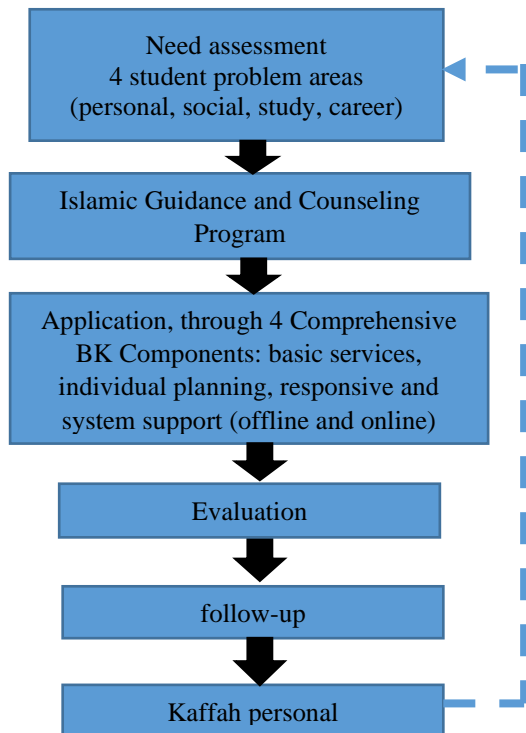 Need assessment
4 student problem areas
(personal, social, study, career)
Islamic Guidance and Counseling
Program
Application, through 4 Comprehensive
BK Components: basic services,
individual planning, responsive and
system support (offline and online)
Evaluation
follow-up
Kaffah personal